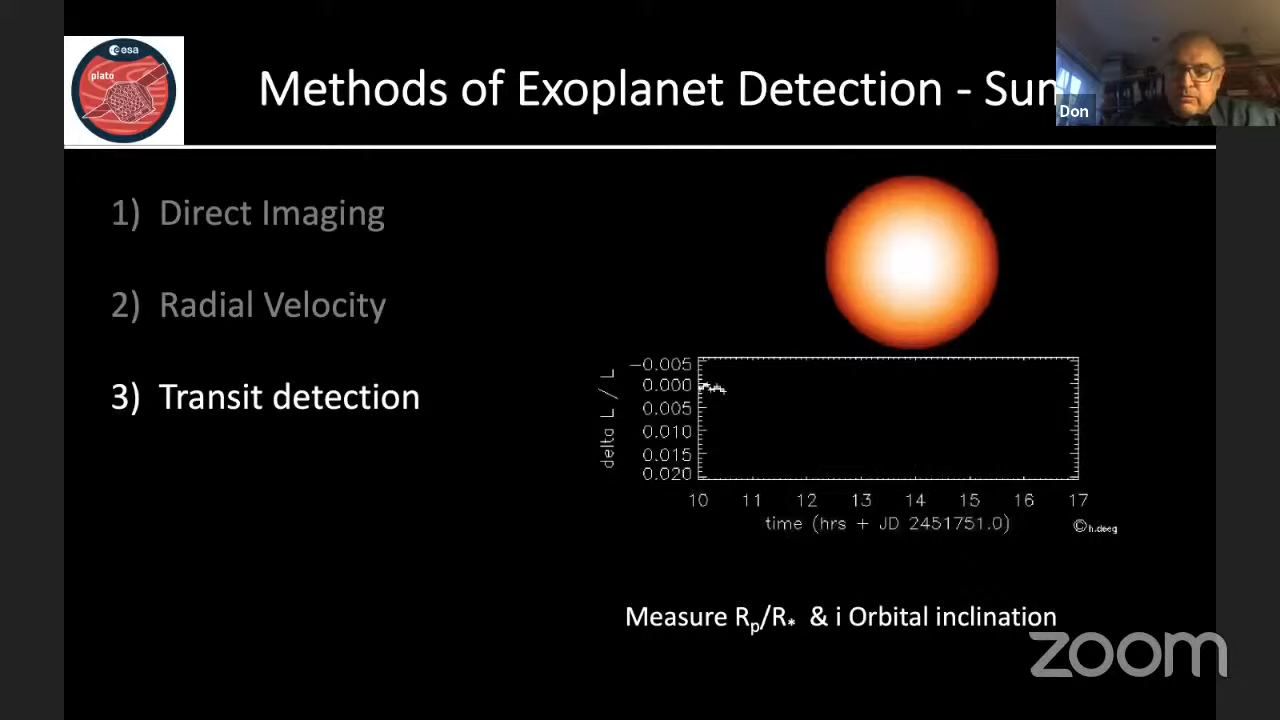 esa
plato
Methods of Exoplanet Detection - Sum
Don
1) Direct Imaging
2) Radial Velocity
3) Transit detection
-0.005
0.000
0.005
0.010
0.015
0.020
delta L / L
10 11 12 13 14 15 16 17
time (hrs + JD 2451751.0)
©h.deeg
Measure Rp/R* & i Orbital inclination
zoom